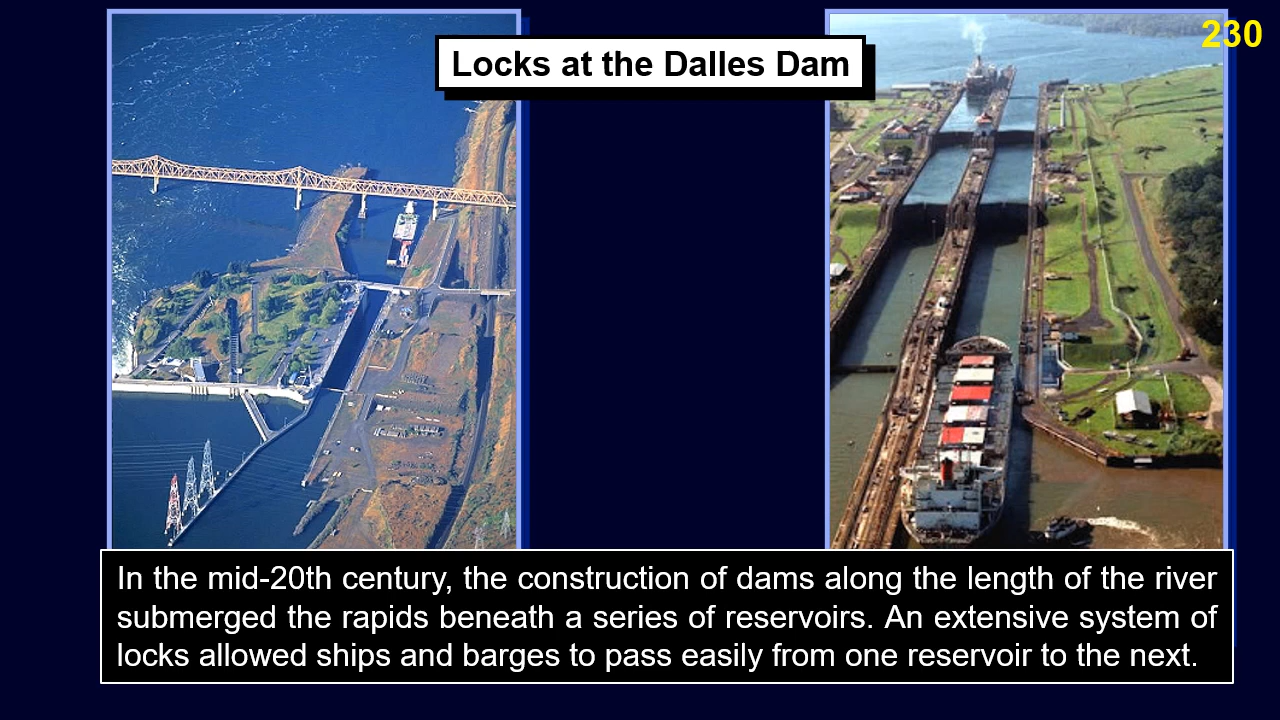 230
Locks at the Dalles Dam
In the mid-20th century, the construction of dams along the length of the river
submerged the rapids beneath a series of reservoirs. An extensive system of
locks allowed ships and barges to pass easily from one reservoir to the next.